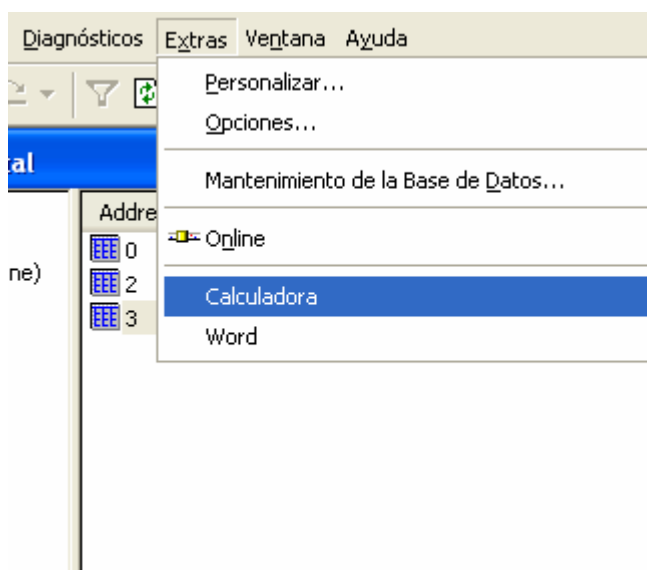 Diagnósticos Extras Ventana Ayuda
Personalizar...
Opciones...
tal
Mantenimiento de la Base de Datos...
Addre
Online
0
ne)
2
Calculadora
3
Word